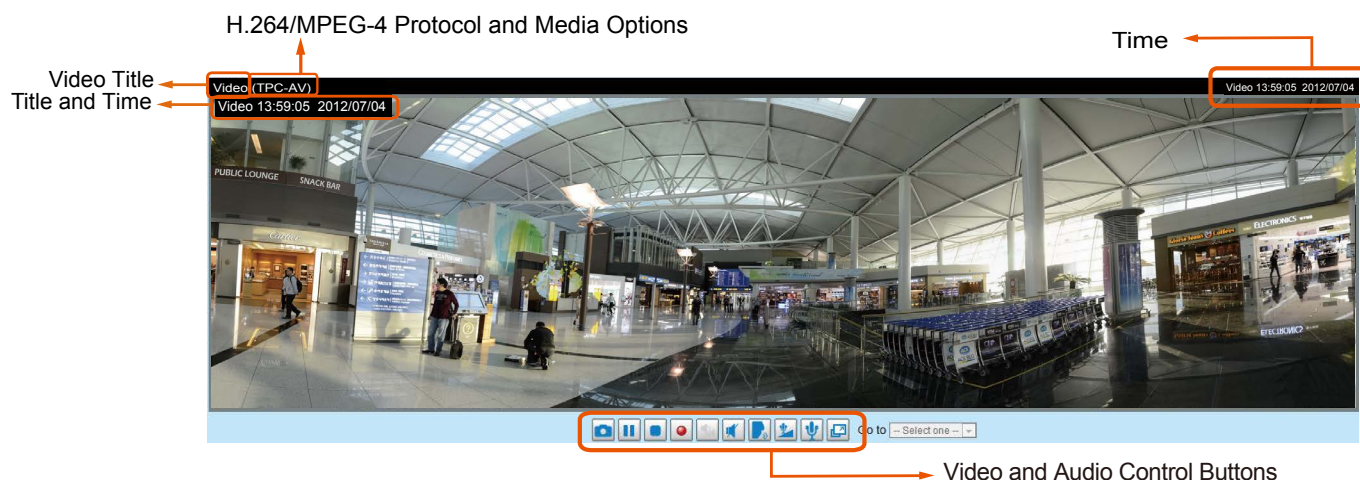 H.264/MPEG-4 Protocol and Media Options
Time
Video Title
Video (TPC-AV)
Video 13:59:05 2012/07/04
Title and Time
Video 13:59:05 2012/07/04
PUBLIC LOUNGE SNACK BAR
ELECTRONICS
Go to
-- Select one --
Video and Audio Control Buttons